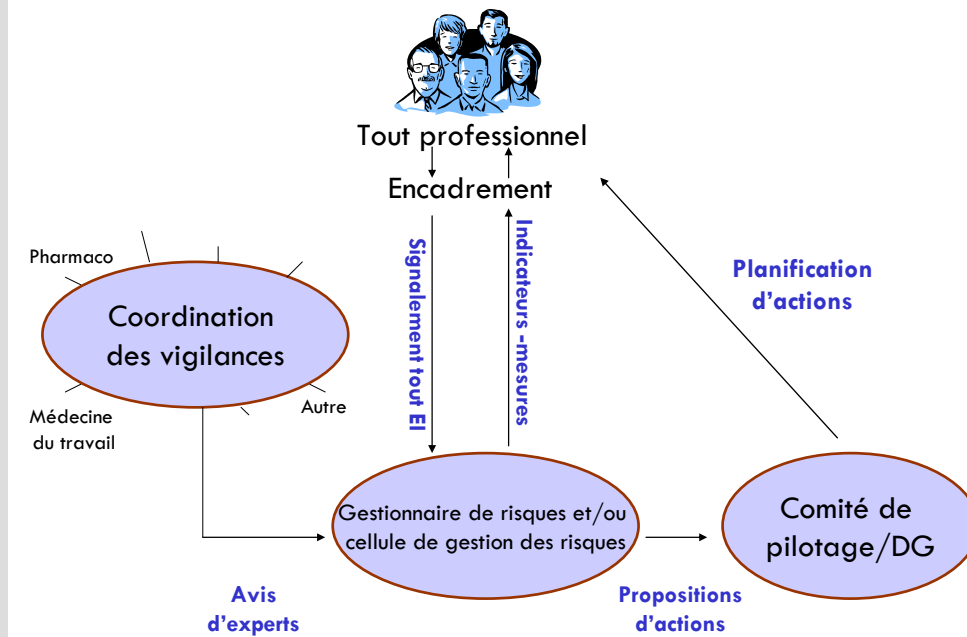 Tout professionnel
Encadrement
Signalement tout EI
Indicateurs -mesures
Planification
d'actions
Pharmaco
Coordination
des vigilances
Médecine
du travail
Autre
Gestionnaire de risques et/ou
cellule de gestion des risques
Comité de
pilotage/DG
Avis
d'experts
Propositions
d'actions